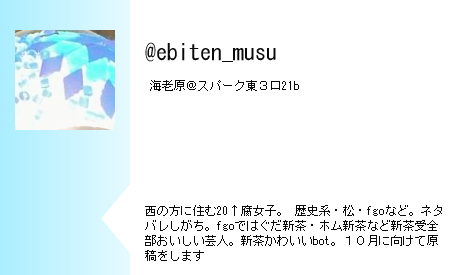 @ebiten_musu
海老原@スパーク東３ロ21b
西の方に住む20↑腐女子。 歴史系・松・fgoなど。ネタ
バレしがち。fgoではぐだ新茶・ホム新茶など新茶受全
部おいしい芸人。新茶かわいいbot。１０月に向けて原
稿をします